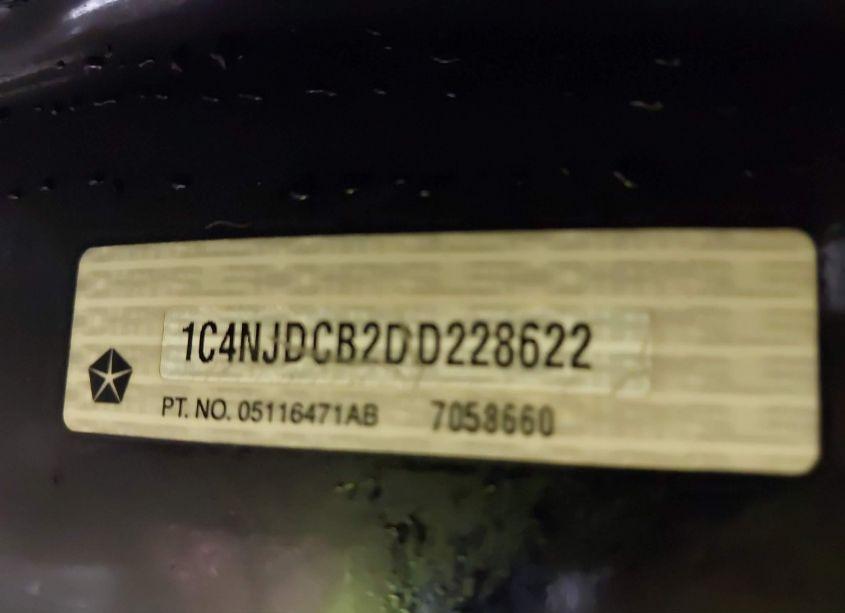 1C4NJDCB2DD228622
PT. NO. 05116471AB 7058660